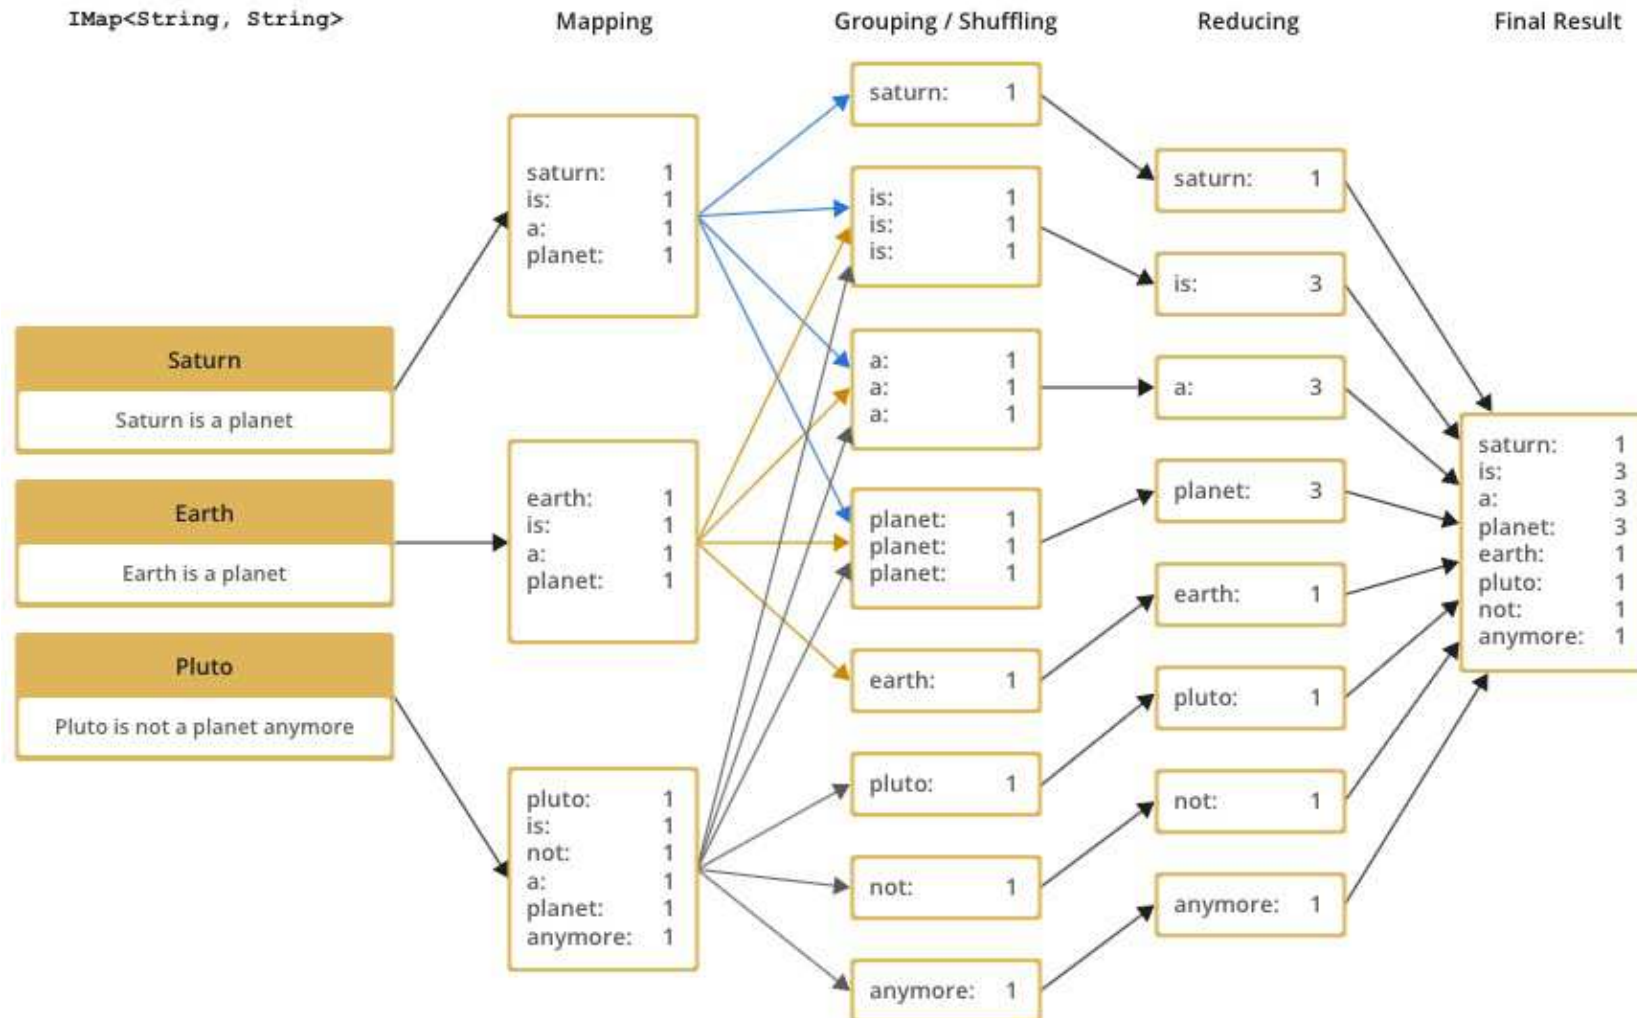 IMap<String, String>
Mapping
Grouping / Shuffling
Reducing
Final Result
Saturn
Saturn is a planet
Earth
Earth is a planet
Pluto
Pluto is not a planet anymore
saturn: 1
is: 1
a: 1
planet: 1
earth: 1
is: 1
a: 1
planet: 1
pluto: 1
is: 1
not: 1
a: 1
planet: 1
anymore: 1
saturn: 1
is: 1
is: 1
is: 1
a: 1
a: 1
a: 1
planet: 1
planet: 1
planet: 1
earth: 1
pluto: 1
not: 1
anymore: 1
saturn: 1
is: 3
a: 3
planet: 3
earth: 1
pluto: 1
not: 1
anymore: 1
saturn: 1
is: 3
a: 3
planet: 3
earth: 1
pluto: 1
not: 1
anymore: 1